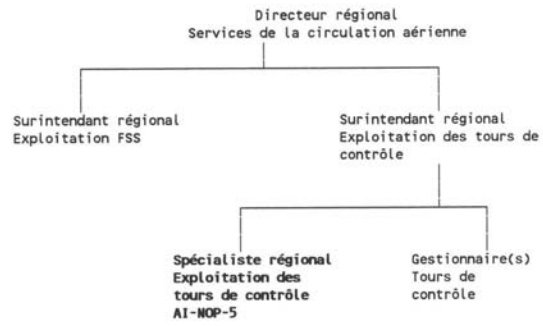 Directeur régional
Services de la circulation aérienne
Surintendant régional
Exploitation FSS
Surintendant régional
Exploitation des tours de
contrôle
Spécialiste régional
Exploitation des
tours de contrôle
AI-NOP-5
Gestionnaire(s)
Tours de
contrôle